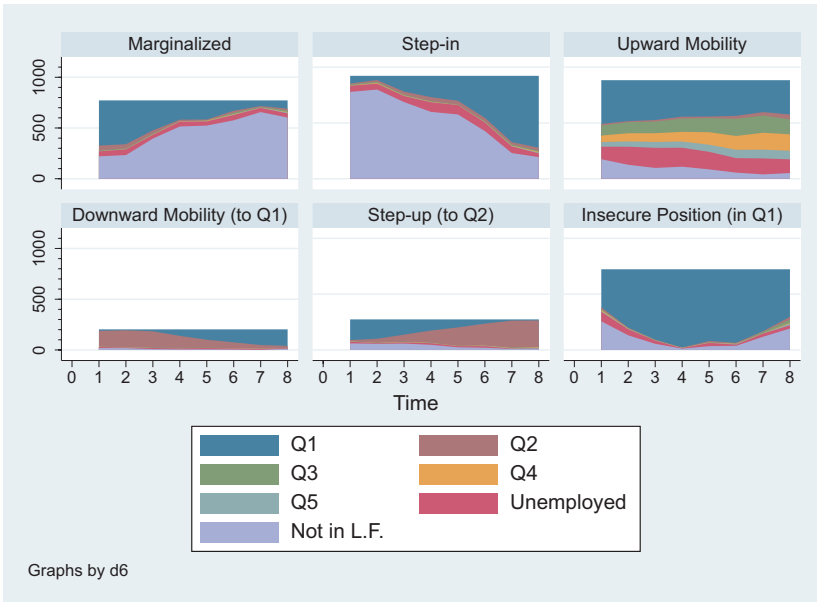 Marginalized
Step-in
Upward Mobility
1000
500
0
Downward Mobility (to Q1)
Step-up (to Q2)
Insecure Position (in Q1)
1000
500
0
0 1 2 3 4 5 6 7 8
0 1 2 3 4 5 6 7 8
0 1 2 3 4 5 6 7 8
Time
Q1
Q2
Q3
Q4
Q5
Unemployed
Not in L.F.
Graphs by d6